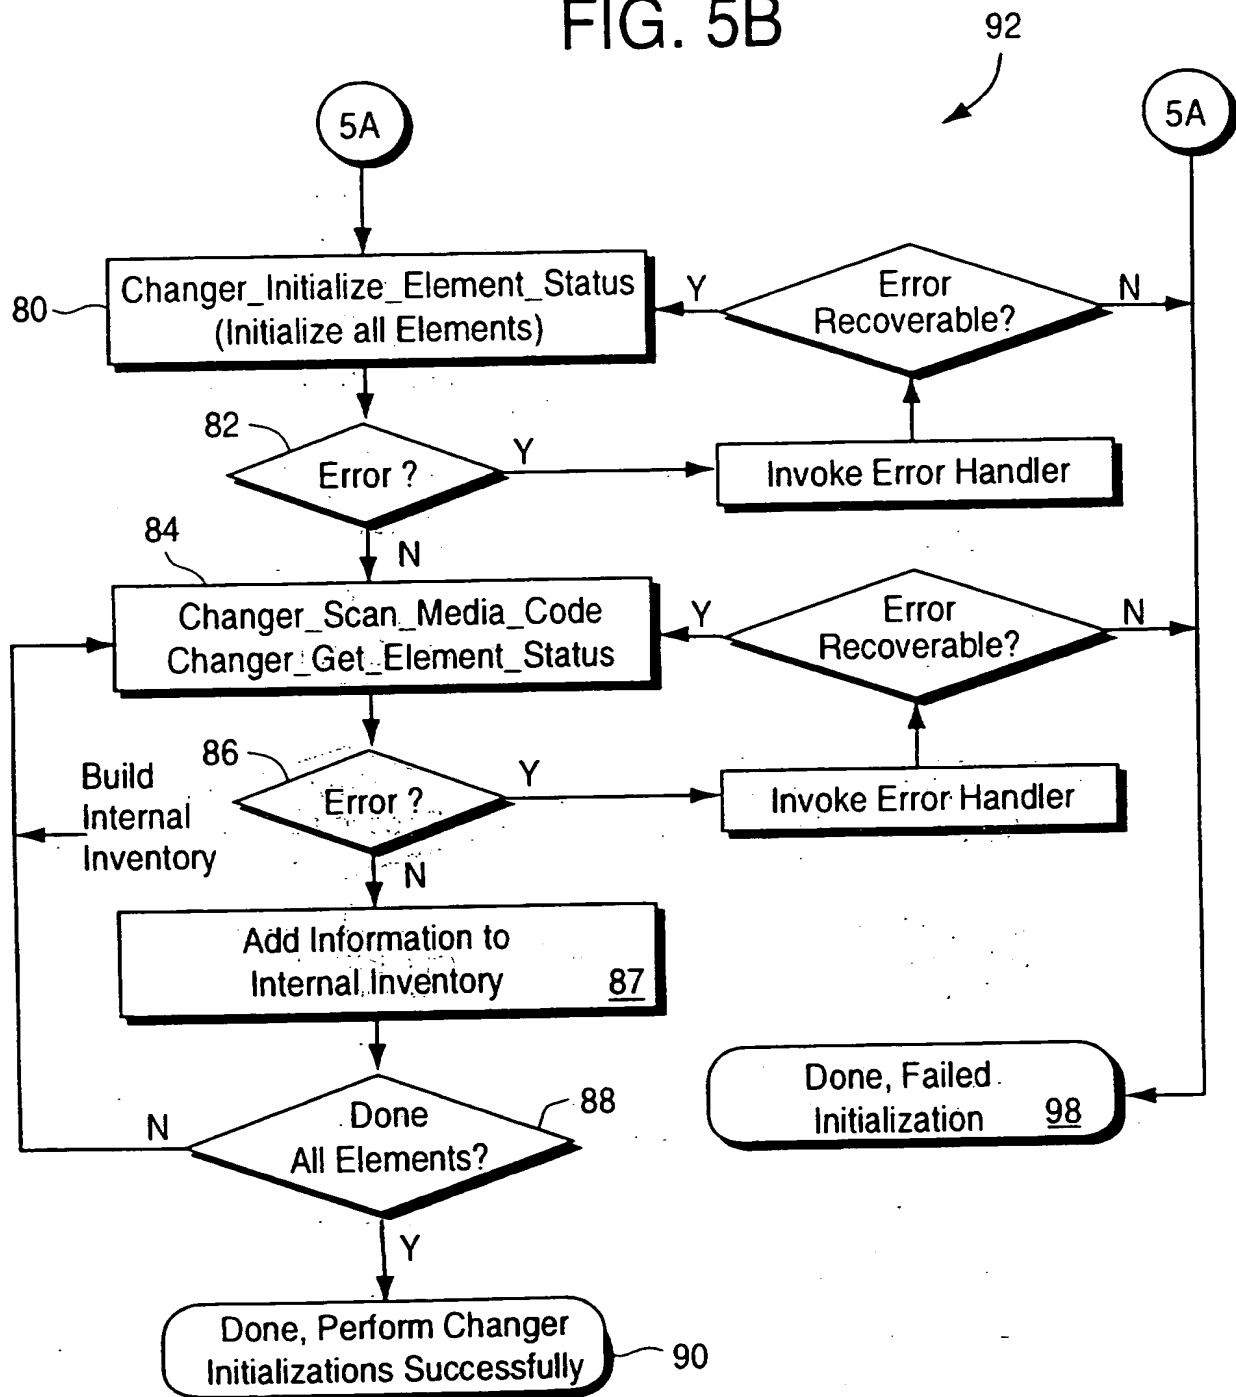 FIG. 5B
92
5A
5A
Changer_Initialize_Element_Status
(Initialize all Elements)
80
Y
Error
Recoverable?
N
82
Error ?
Y
Invoke Error Handler
N
84
Changer_Scan_Media_Code
Changer_Get_Element_Status
Y
Error
Recoverable?
N
86
Error ?
Y
Invoke Error Handler
Build
Internal
Inventory
N
Add Information to
Internal Inventory
87
Done
All Elements?
88
N
Done, Failed
Initialization
98
Y
Done, Perform Changer
Initializations Successfully
90